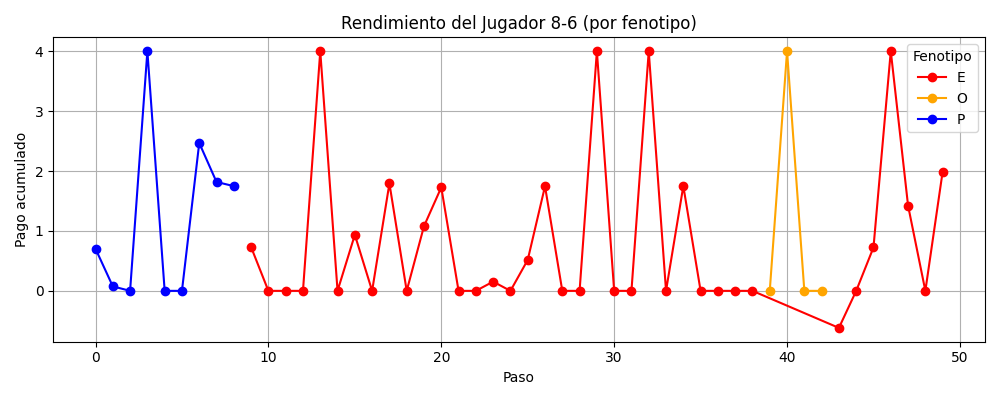 Rendimiento del Jugador 8-6 (por fenotipo)
Pago acumulado
4
3
2
1
0
0
10
20
30
40
50
Paso
Fenotipo
E
O
P